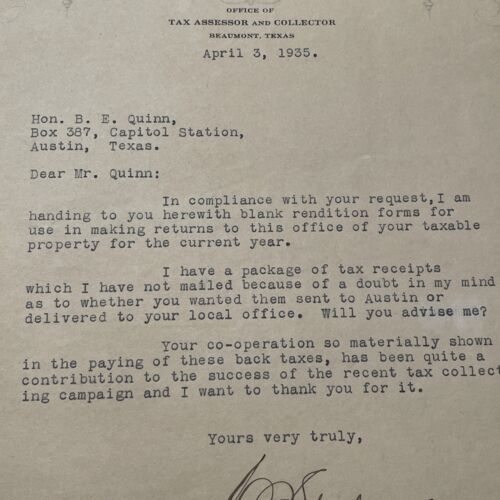 OFFICE OF
TAX ASSESSOR AND COLLECTOR
BEAUMONT, TEXAS
April 3, 1935.
Hon. B. E. Quinn,
Box 387, Capitol Station,
Austin, Texas.
Dear Mr. Quinn:
In compliance with your request, I am
handing to you herewith blank rendition forms for
use in making returns to this office of your taxable
property for the current year.
I have a package of tax receipts
which I have not mailed because of a doubt in my mind
as to whether you wanted them sent to Austin or
delivered to your local office. Will you advise me?
Your co-operation so materially shown
in the paying of these back taxes, has been quite a
contribution to the success of the recent tax collect
ing campaign and I want to thank you for it.
Yours very truly,